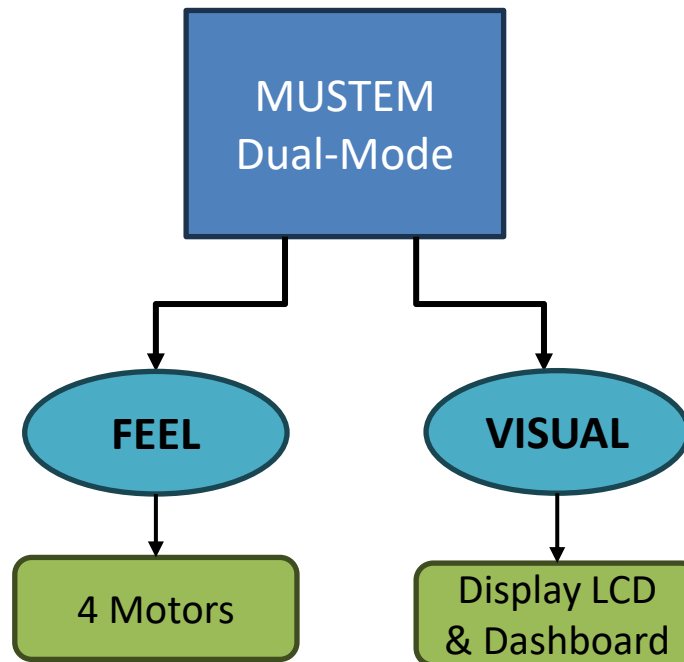 MUSTEM
Dual-Mode
FEEL
VISUAL
4 Motors
Display LCD
& Dashboard